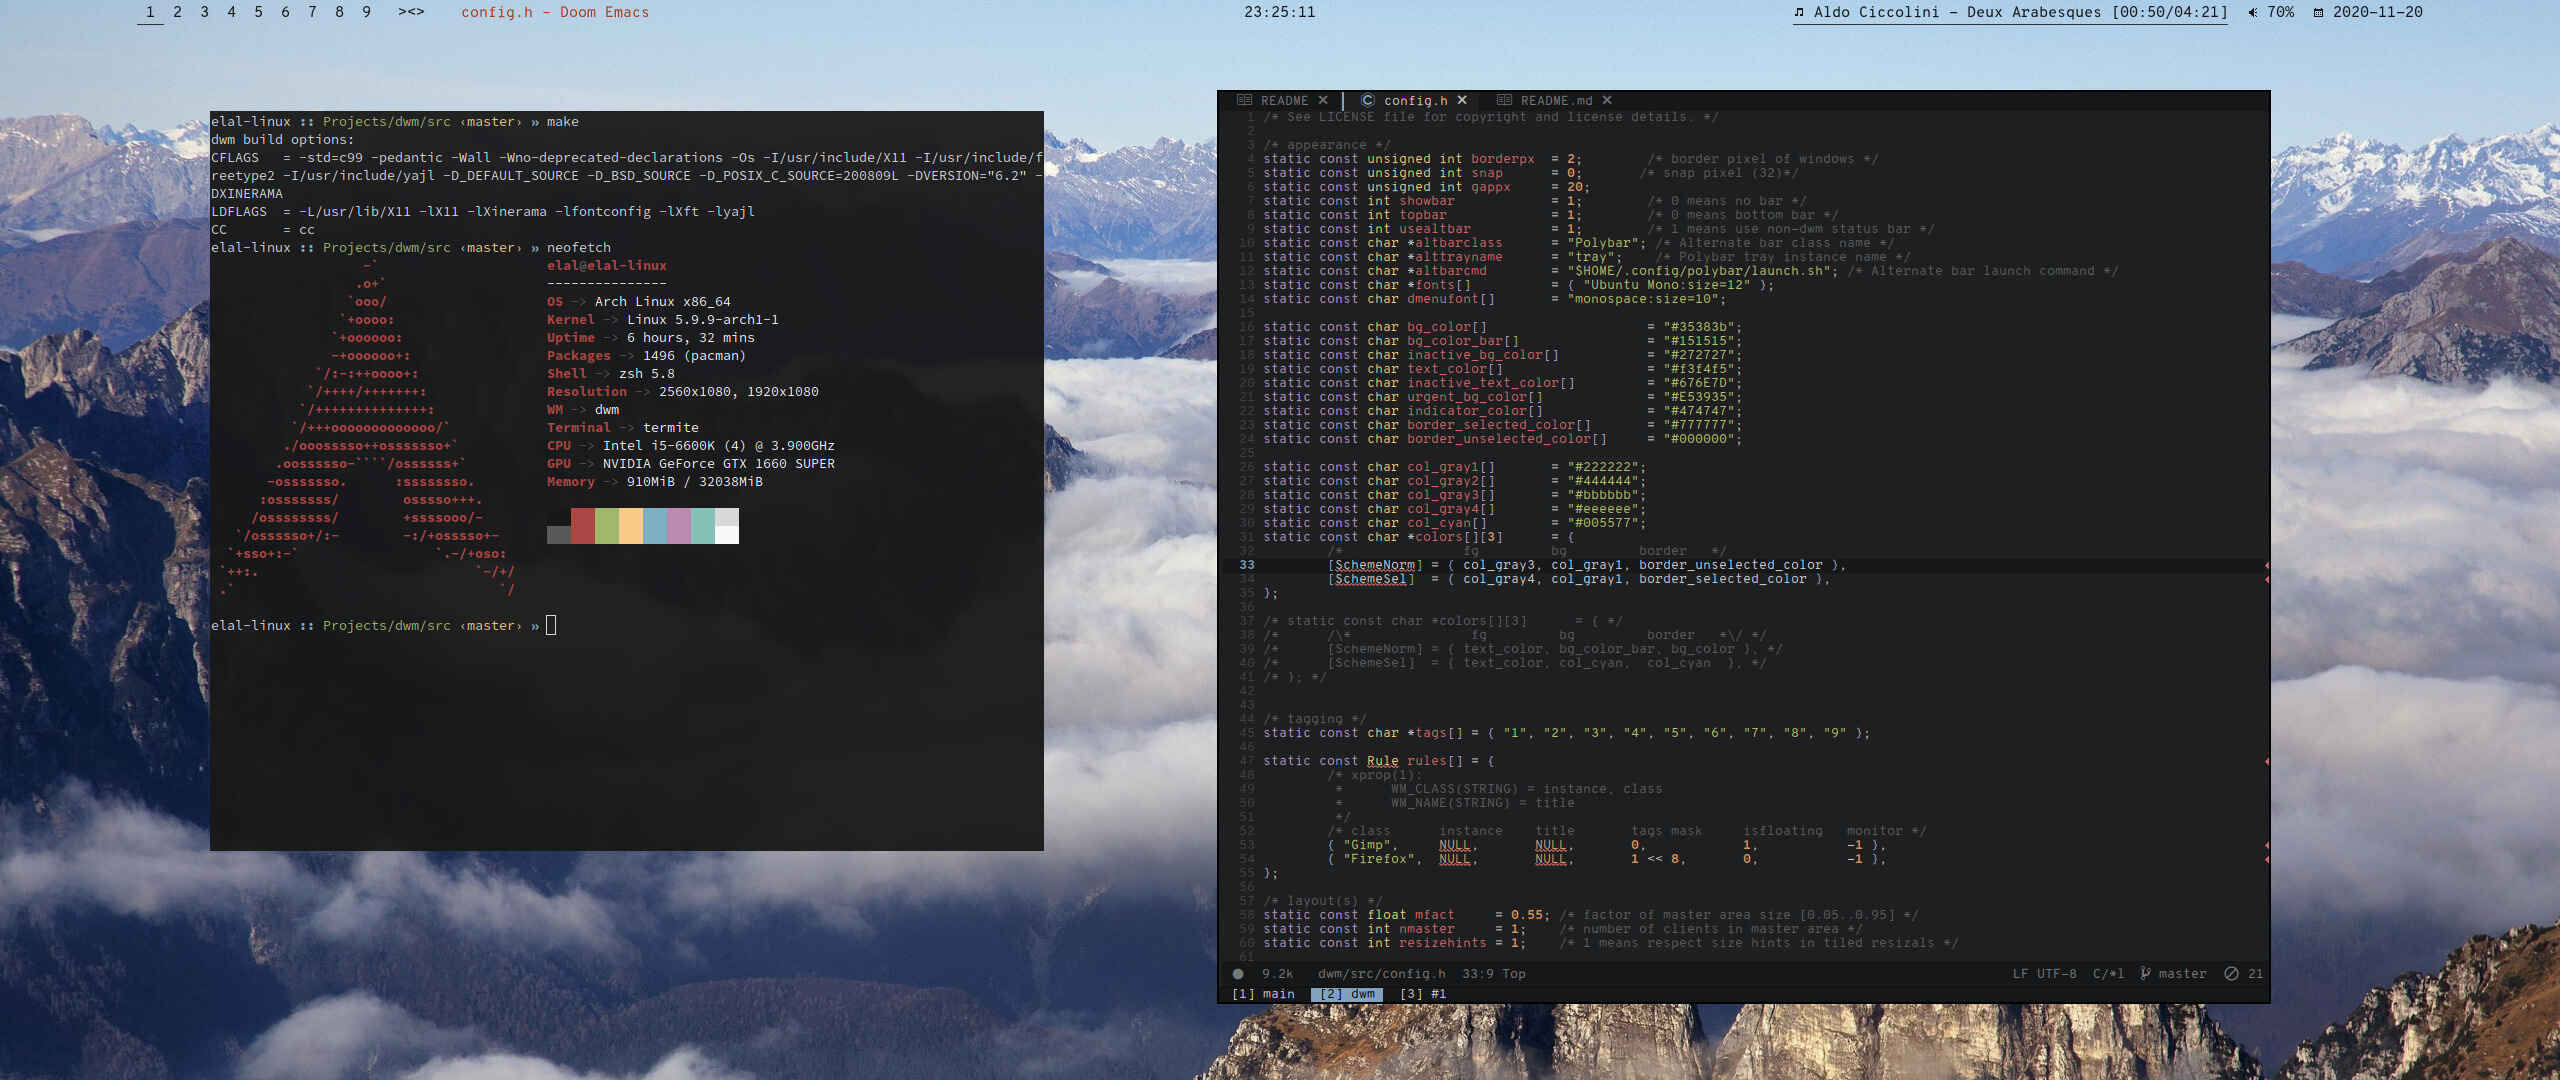 1 2 3 4 5 6 7 8 9 ><> config.h - Doom Emacs
23:25:11
Aldo Ciccolini - Deux Arabesques [00:50/04:21] 70% 2020-11-20
elal-linux :: Projects/dwm/src ‹master› » make
dwm build options:
CFLAGS   = -std=c99 -pedantic -Wall -Wno-deprecated-declarations -Os -I/usr/include/X11 -I/usr/include/f
reetype2 -I/usr/include/yajl -D_DEFAULT_SOURCE -D_BSD_SOURCE -D_POSIX_C_SOURCE=200809L -DVERSION="6.2" -
DXINERAMA
LDFLAGS  = -L/usr/lib/X11 -lX11 -lXinerama -lfontconfig -lXft -lyajl
CC       = cc
elal-linux :: Projects/dwm/src ‹master› » neofetch
                   -`
                  .o+`
                 `ooo/
                `+oooo:
               `+oooooo:
               -+oooooo+:
             `/:-:++oooo+:
            `/++++/+++++++:
           `/++++++++++++++:
          `/+++ooooooooooooo/`
         ./ooosssso++osssssso+`
        .oossssso-````/ossssss+`
       -osssssso.      :ssssssso.
      :osssssss/        osssso+++.
     /ossssssss/        +ssssooo/-
   `/ossssso+/:-        -:/+osssso+-
  `+sso+:-`                 `.-/+oso:
 `++:.                           `-/+/
 .`                                 `/
elal@elal-linux
---------------
OS -> Arch Linux x86_64
Kernel -> Linux 5.9.9-arch1-1
Uptime -> 6 hours, 32 mins
Packages -> 1496 (pacman)
Shell -> zsh 5.8
Resolution -> 2560x1080, 1920x1080
WM -> dwm
Terminal -> termite
CPU -> Intel i5-6600K (4) @ 3.900GHz
GPU -> NVIDIA GeForce GTX 1660 SUPER
Memory -> 910MiB / 32038MiB
elal-linux :: Projects/dwm/src ‹master› »
README config.h README.md
1 /* See LICENSE file for copyright and license details. */
2
3 /* appearance */
4 static const unsigned int borderpx  = 2;        /* border pixel of windows */
5 static const unsigned int snap      = 0;       /* snap pixel (32)*/
6 static const unsigned int gappx     = 20;
7 static const int showbar            = 1;        /* 0 means no bar */
8 static const int topbar             = 1;        /* 0 means bottom bar */
9 static const int usealtbar          = 1;        /* 1 means use non-dwm status bar */
10 static const char *altbarclass      = "Polybar"; /* Alternate bar class name */
11 static const char *alttrayname      = "tray";    /* Polybar tray instance name */
12 static const char *altbarcmd        = "$HOME/.config/polybar/launch.sh"; /* Alternate bar launch command */
13 static const char *fonts[]          = { "Ubuntu Mono:size=12" };
14 static const char dmenufont[]       = "monospace:size=10";
15
16 static const char bg_color[]                    = "#35383b";
17 static const char bg_color_bar[]                = "#151515";
18 static const char inactive_bg_color[]           = "#272727";
19 static const char text_color[]                  = "#f3f4f5";
20 static const char inactive_text_color[]         = "#676E7D";
21 static const char urgent_bg_color[]             = "#E53935";
22 static const char indicator_color[]             = "#474747";
23 static const char border_selected_color[]       = "#777777";
24 static const char border_unselected_color[]     = "#000000";
25
26 static const char col_gray1[]       = "#222222";
27 static const char col_gray2[]       = "#444444";
28 static const char col_gray3[]       = "#bbbbbb";
29 static const char col_gray4[]       = "#eeeeee";
30 static const char col_cyan[]        = "#005577";
31 static const char *colors[][3]      = {
32         /*               fg         bg         border   */
33         [SchemeNorm] = { col_gray3, col_gray1, border_unselected_color },
34         [SchemeSel]  = { col_gray4, col_gray1, border_selected_color },
35 };
36
37 /* static const char *colors[][3]      = { */
38 /*       /\*               fg         bg         border   *\/ */
39 /*       [SchemeNorm] = { text_color, bg_color_bar, bg_color }, */
40 /*       [SchemeSel]  = { text_color, col_cyan,  col_cyan  }, */
41 /* }; */
42
43
44 /* tagging */
45 static const char *tags[] = { "1", "2", "3", "4", "5", "6", "7", "8", "9" };
46
47 static const Rule rules[] = {
48         /* xprop(1):
49          *      WM_CLASS(STRING) = instance, class
50          *      WM_NAME(STRING) = title
51          */
52         /* class      instance    title       tags mask     isfloating   monitor */
53         { "Gimp",     NULL,       NULL,       0,            1,           -1 },
54         { "Firefox",  NULL,       NULL,       1 << 8,       0,           -1 },
55 };
56
57 /* layout(s) */
58 static const float mfact     = 0.55; /* factor of master area size [0.05..0.95] */
59 static const int nmaster     = 1;    /* number of clients in master area */
60 static const int resizehints = 1;    /* 1 means respect size hints in tiled resizals */
61
9.2k dwm/src/config.h 33:9 Top LF UTF-8 C/*l master 21
[1] main [2] dwm [3] #1